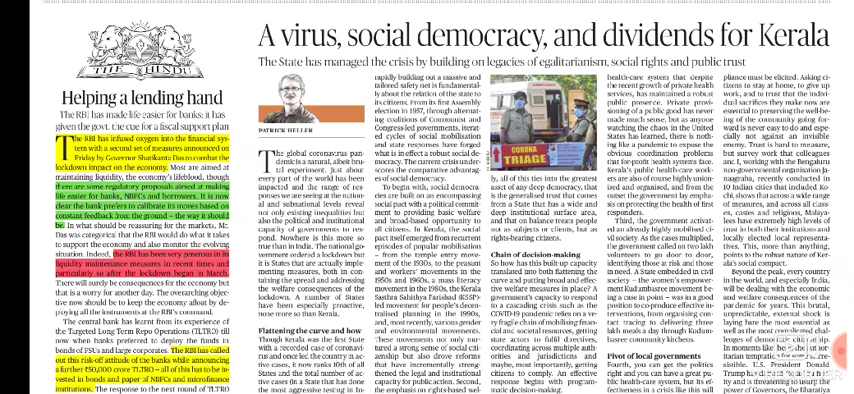 THE HINDU
Helping a lending hand
The RBI has made life easier for banks; it has
given the govt. the cue for a fiscal support plan
The RBI has infused oxygen into the financial sys-
tem with a second set of measures announced on
Friday by Governor Shaktikanta Das to combat the
lockdown impact on the economy. Most are aimed at
maintaining liquidity, the economy's lifeblood, though
there are some regulatory proposals aimed at making
life easier for banks, NBFCs and borrowers. It is now
clear the bank prefers to calibrate its moves based on
constant feedback from the ground – the way it should
be. In what should be reassuring for the markets, Mr.
Das was categorical that the RBI would do what it takes
to support the economy and also monitor the evolving
situation. Indeed, the RBI has been very generous in its
liquidity maintenance measures in recent times and
particularly so after the lockdown began in March.
There will surely be consequences for the economy but
that is a worry for another day. The overarching objec-
tive now should be to keep the economy afloat by de-
ploying all the instruments at the RBI's command.
The central bank has learnt from its experience of
the Targeted Long Term Repo Operations (TLTRO) till
now when banks preferred to deploy the funds in
bonds of PSUs and large corporates. The RBI has called
out this risk-off attitude of the banks while announcing
a further ₹50,000 crore TLTRO – all of this has to be in-
vested in bonds and paper of NBFCs and microfinance
institutions. The response to the next round of TLTRO
A virus, social democracy, and dividends for Kerala
The State has managed the crisis by building on legacies of egalitarianism, social rights and public trust
PATRICK HELLER
The global coronavirus pan-
demic is a natural, albeit bru-
tal experiment. Just about
every part of the world has been
impacted and the range of res-
ponses we are seeing at the nation-
al and subnational levels reveal
not only existing inequalities but
also the political and institutional
capacity of governments to res-
pond. Nowhere is this more so
true than in India. The national go-
vernment ordered a lockdown but
it is States that are actually imple-
menting measures, both in con-
taining the spread and addressing
the welfare consequences of the
lockdown. A number of States
have been especially proactive,
none more so than Kerala.
Flattening the curve and how
Though Kerala was the first State
with a recorded case of coronavi-
rus and once led the country in ac-
tive cases, it now ranks 10th of all
States and the total number of ac-
tive cases (in a State that has done
the most aggressive testing in In-
rapidly building out a massive and
tailored safety net is fundamental-
ly about the relation of the state to
its citizens. From its first Assembly
election in 1957, through alternat-
ing coalitions of Communist and
Congress-led governments, iterat-
ed cycles of social mobilisation
and state responses have forged
what is in effect a robust social de-
mocracy. The current crisis under-
scores the comparative advantag-
es of social democracy.
To begin with, social democra-
cies are built on an encompassing
social pact with a political commit-
ment to providing basic welfare
and broad-based opportunity to
all citizens. In Kerala, the social
pact itself emerged from recurrent
episodes of popular mobilisation
– from the temple entry move-
ment of the 1930s, to the peasant
and workers' movements in the
1950s and 1960s, a mass literacy
movement in the 1980s, the Kerala
Sasthra Sahithya Parishad (KSSP)-
led movement for people's decen-
tralised planning in the 1990s,
and, most recently, various gender
and environmental movements.
These movements not only nur-
tured a strong sense of social citi-
zenship but also drove reforms
that have incrementally streng-
thened the legal and institutional
capacity for public action. Second,
the emphasis on rights-based wel-
CORONA
TRIAGE
ly, all of this ties into the greatest
asset of any deep democracy, that
is the generalised trust that comes
from a State that has a wide and
deep institutional surface area,
and that on balance treats people
not as subjects or clients, but as
rights-bearing citizens.
Chain of decision-making
So how has this built-up capacity
translated into both flattening the
curve and putting broad and effec-
tive welfare measures in place? A
government's capacity to respond
to a cascading crisis such as the
COVID-19 pandemic relies on a ve-
ry fragile chain of mobilising finan-
cial and societal resources, getting
state actors to fulfil directives,
coordinating across multiple auth-
orities and jurisdictions and
maybe, most importantly, getting
citizens to comply. An effective
response begins with program-
matic decision-making.
health-care system that despite
the recent growth of private health
services, has maintained a robust
public presence. Private provi-
sioning of a public good has never
made much sense, but as anyone
watching the chaos in the United
States has learned, there is noth-
ing like a pandemic to expose the
obvious coordination problems
that for-profit health systems face.
Kerala's public health-care work-
ers are also of course highly union-
ised and organised, and from the
outset the government lay empha-
sis on protecting the health of first
responders.
Third, the government activat-
ed an already highly mobilised ci-
vil society. As the cases multiplied,
the government called on two lakh
volunteers to go door to door,
identifying those at risk and those
in need. A State embedded in civil
society – the women's empower-
ment Kudumbasree movement be-
ing a case in point – was in a good
position to co-produce effective in-
terventions, from organising con-
tact tracing to delivering three
lakh meals a day through Kudum-
basree community kitchens.
Pivot of local governments
Fourth, you can get the politics
right and you can have a great pu-
blic health-care system, but its ef-
fectiveness in a crisis like this will
pliance must be elicited. Asking ci-
tizens to stay at home, to give up
work, and to trust that the indivi-
dual sacrifices they make now are
essential to preserving the well-be-
ing of the community going for-
ward is never easy to do and espe-
cially not against an invisible
enemy. Trust is hard to measure,
but survey work that colleagues
and I, working with the Bengaluru
non-governmental organisation Ja-
nagraha, recently conducted in
10 Indian cities that included Ko-
chi, shows that across a wide range
of measures, and across all class-
es, castes and religions, Malaya-
lees have extremely high levels of
trust in both their institutions and
locally elected local representa-
tives. This, more than anything,
points to the robust nature of Ker-
ala's social compact.
Beyond the peak, every country
in the world, and especially India,
will be dealing with the economic
and welfare consequences of the
pandemic for years. This brutal,
unpredictable, external shock is
laying bare the most essential as
well as the most complicated chal-
lenges of democratic
In moments like
itarian temptation
sistible. U.S. President Donald
Trump has
ity and is threatening to usurp the
power of Governors, the Bharatiya